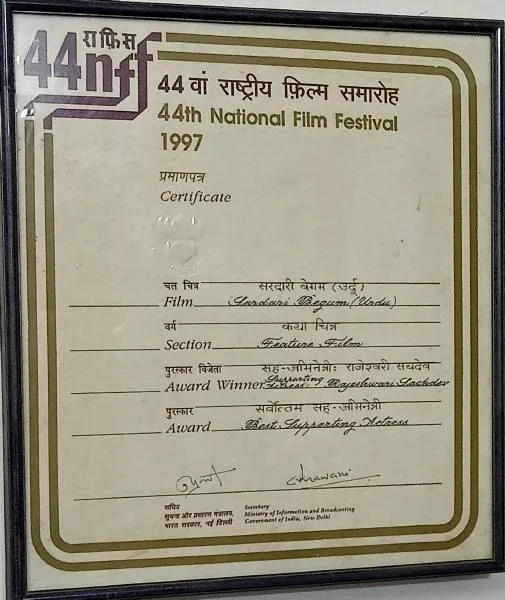 राफ़िस
44nff
44 वां राष्ट्रीय फ़िल्म समारोह
44th National Film Festival
1997
प्रमाणपत्र
Certificate
चल चित्र सरदारी बेगम (उर्दू)
Film Sardari Begum (Urdu)
वर्ग कथा चित्र
Section Feature Film
पुरस्कार विजेता सह-अभिनेत्री: राजेश्वरी सचदेव
Award Winner Supporting Actress: Rajeshwari Sachdev
पुरस्कार सर्वोत्तम सह-अभिनेत्री
Award Best Supporting Actress
सचिव Secretary
सूचना और प्रसारण मंत्रालय, Ministry of Information and Broadcasting
भारत सरकार, नई दिल्ली Government of India, New Delhi